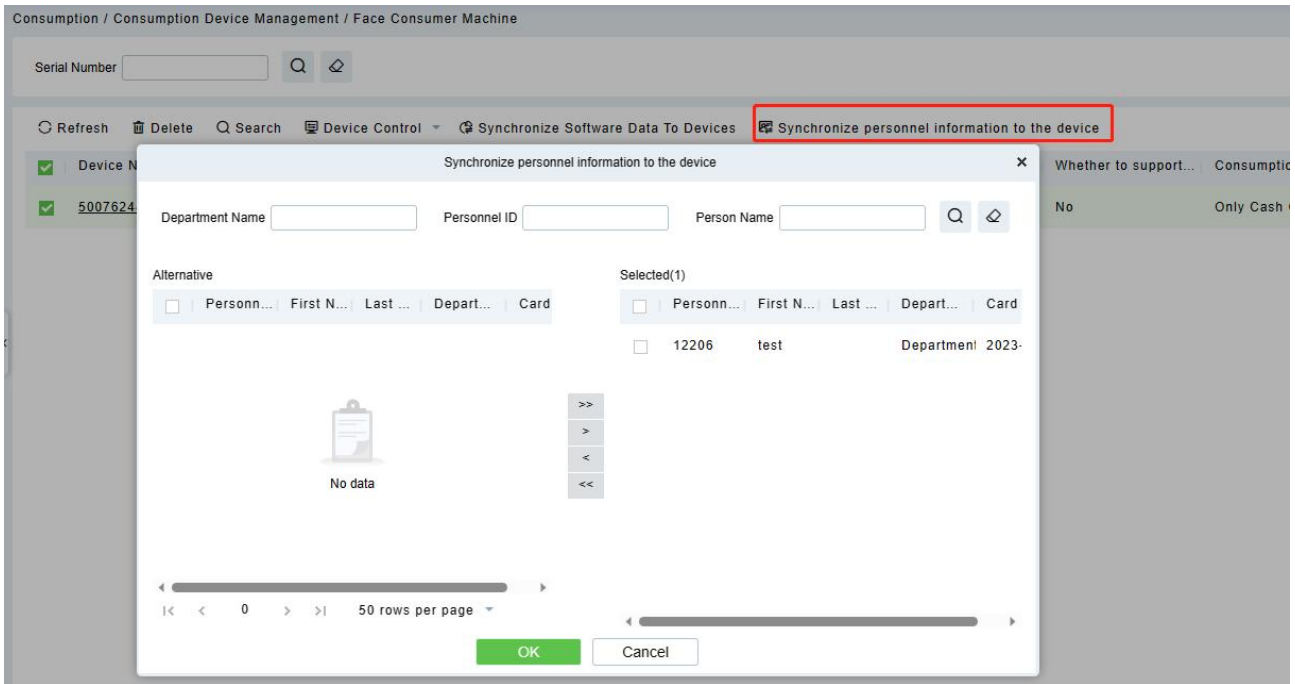 Consumption / Consumption Device Management / Face Consumer Machine
Serial Number
Refresh Delete Search Device Control Synchronize Software Data To Devices Synchronize personnel information to the device
Device N Whether to support... Consumptio
5007624 No Only Cash
Synchronize personnel information to the device
Department Name Personnel ID Person Name
Alternative Selected(1)
Personn... First N... Last ... Depart... Card Personn... First N... Last ... Depart... Card
12206 test Department 2023-
>>
>
<
No data <<
|< < 0 > >| 50 rows per page
OK Cancel